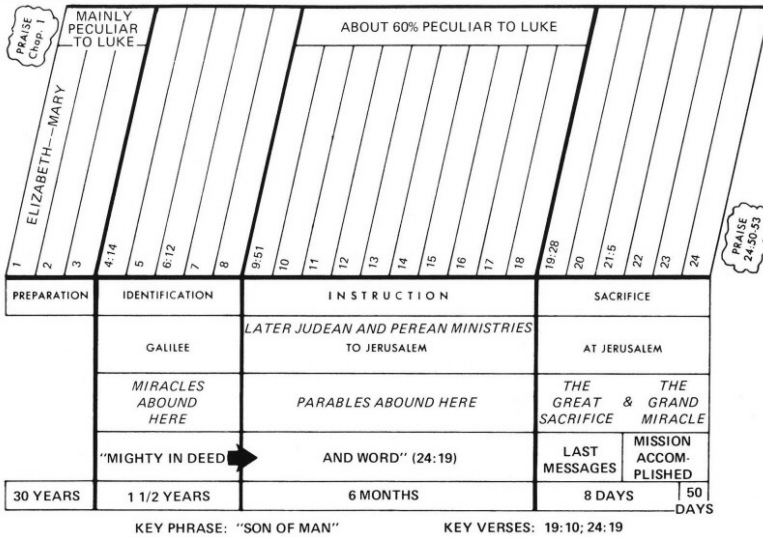 PRAISE
Chap. 1
MAINLY
PECULIAR
TO LUKE
ABOUT 60% PECULIAR TO LUKE
ELIZABETH---MARY
PRAISE
24:50-53
1 2 3 4:14 5 6:12 7 8 9:51 10 11 12 13 14 15 16 17 18 19:28 20 21:5 22 23 24
PREPARATION IDENTIFICATION INSTRUCTION SACRIFICE
GALILEE
LATER JUDEAN AND PEREAN MINISTRIES
TO JERUSALEM
AT JERUSALEM
MIRACLES
ABOUND
HERE
PARABLES ABOUND HERE
THE
GREAT
SACRIFICE
&
THE
GRAND
MIRACLE
"MIGHTY IN DEED
AND WORD" (24:19)
LAST
MESSAGES
MISSION
ACCOM-
PLISHED
30 YEARS 1 1/2 YEARS 6 MONTHS 8 DAYS 50
DAYS
KEY PHRASE: "SON OF MAN" KEY VERSES: 19:10; 24:19